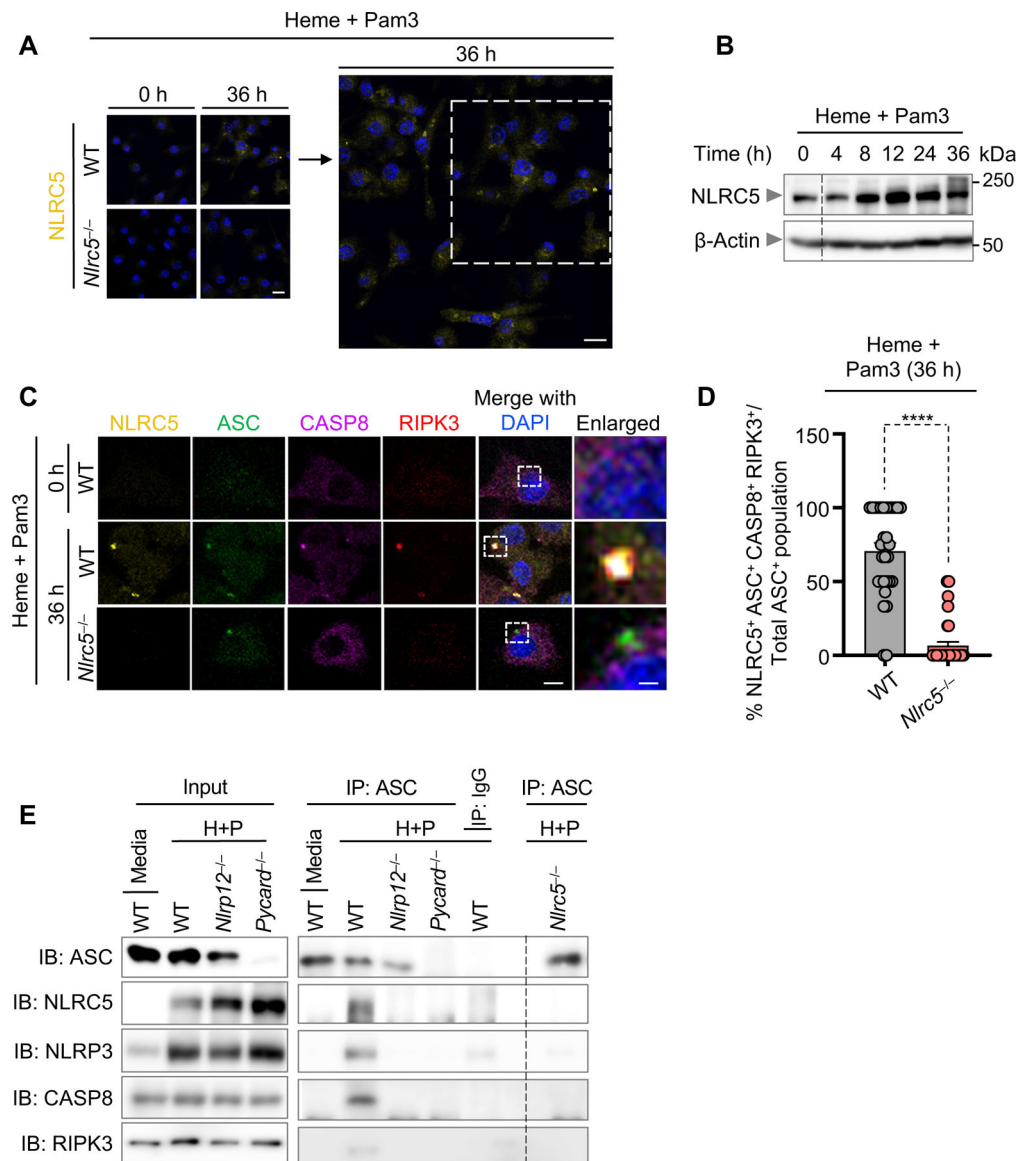 A
Heme + Pam3
0 h
36 h
36 h
NLRC5
WT
Nlrc5–/–
B
Heme + Pam3
Time (h) 0 4 8 12 24 36 kDa
NLRC5
250
β-Actin
50
C
NLRC5 ASC CASP8 RIPK3 Merge with DAPI Enlarged
Heme + Pam3
0 h
WT
36 h
WT
Nlrc5–/–
D
Heme +
Pam3 (36 h)
****
% NLRC5+ ASC+ CASP8+ RIPK3+/
Total ASC+ population
150
100
50
0
WT
Nlrc5–/–
E
Input
IP: ASC
IP: IgG
IP: ASC
Media
H+P
Media
H+P
H+P
WT
WT
Nlrp12–/–
Pycard–/–
WT
WT
Nlrp12–/–
Pycard–/–
WT
Nlrc5–/–
IB: ASC
IB: NLRC5
IB: NLRP3
IB: CASP8
IB: RIPK3